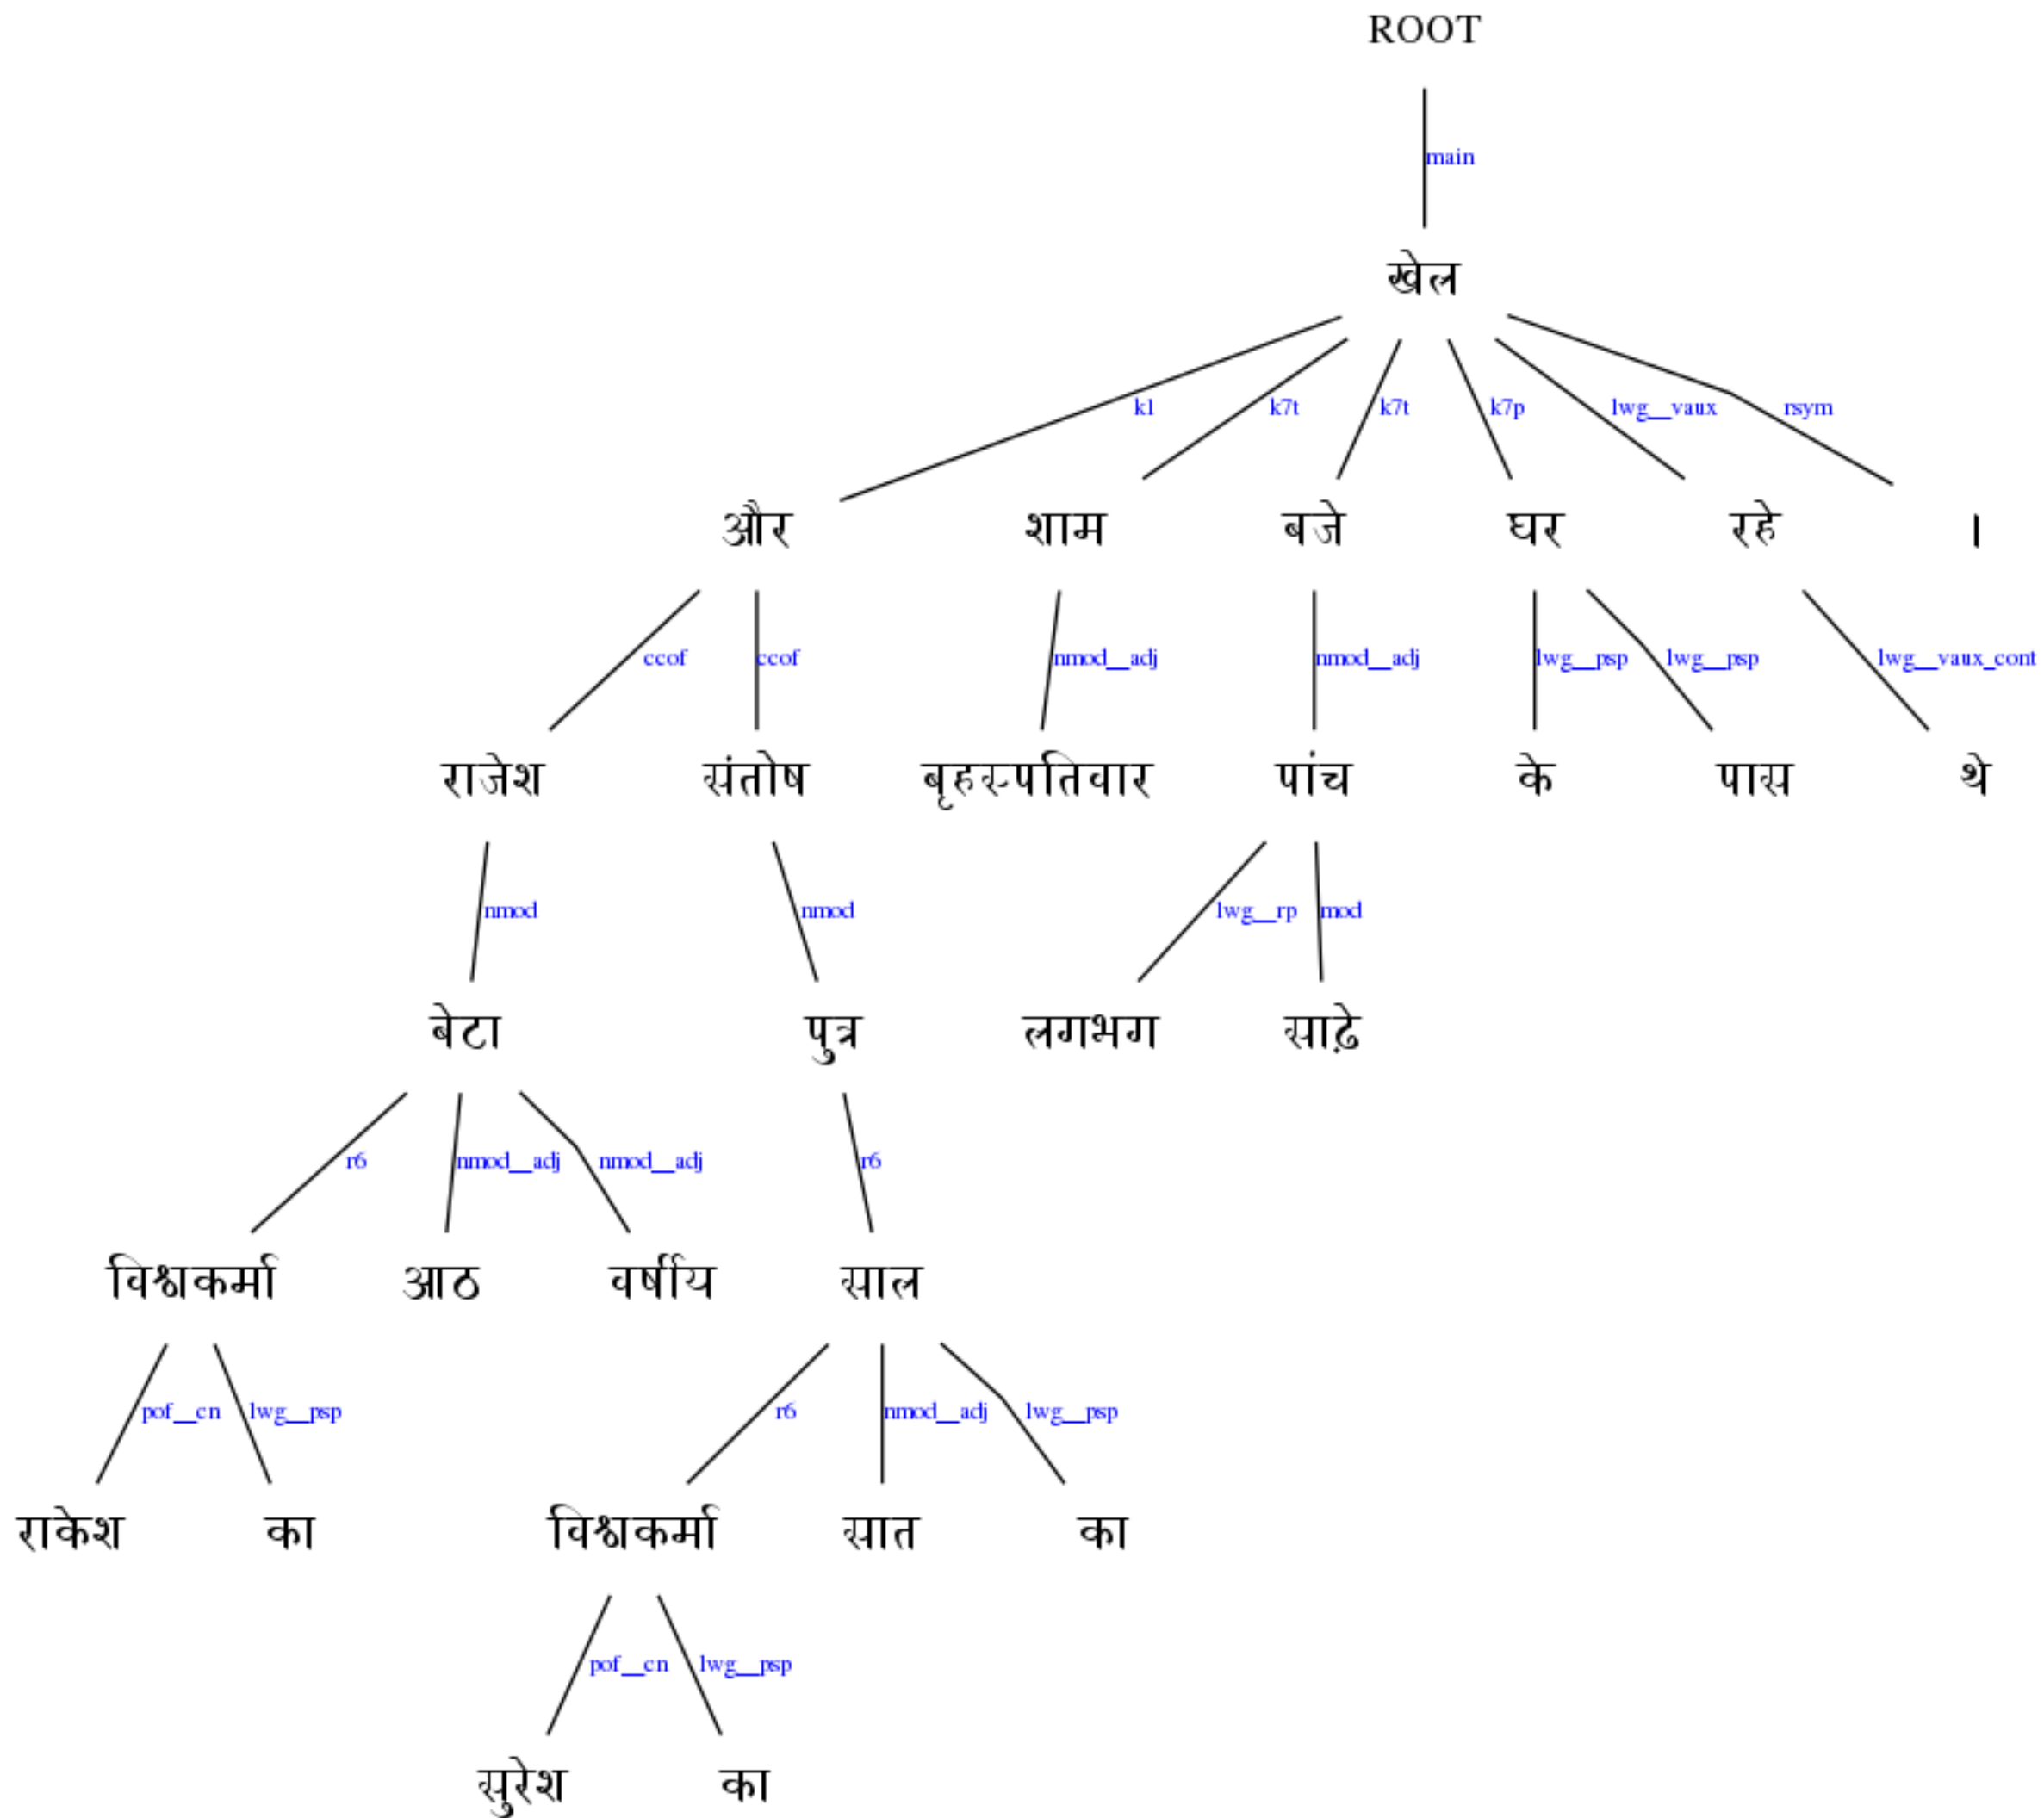 ROOT
main
खेल
k1 k7t k7t k7p lwg__vaux rsym
और शाम बजे घर रहे ।
ccof ccof nmod__adj nmod__adj lwg__psp lwg__psp lwg__vaux_cont
राजेश संतोष बृहस्पतिवार पांच के पास थे
nmod nmod lwg__rp mod
बेटा पुत्र लगभग साढ़े
r6 nmod__adj nmod__adj r6
विश्वकर्मा आठ वर्षीय साल
pof__cn lwg__psp r6 nmod__adj lwg__psp
राकेश का विश्वकर्मा सात का
pof__cn lwg__psp
सुरेश का